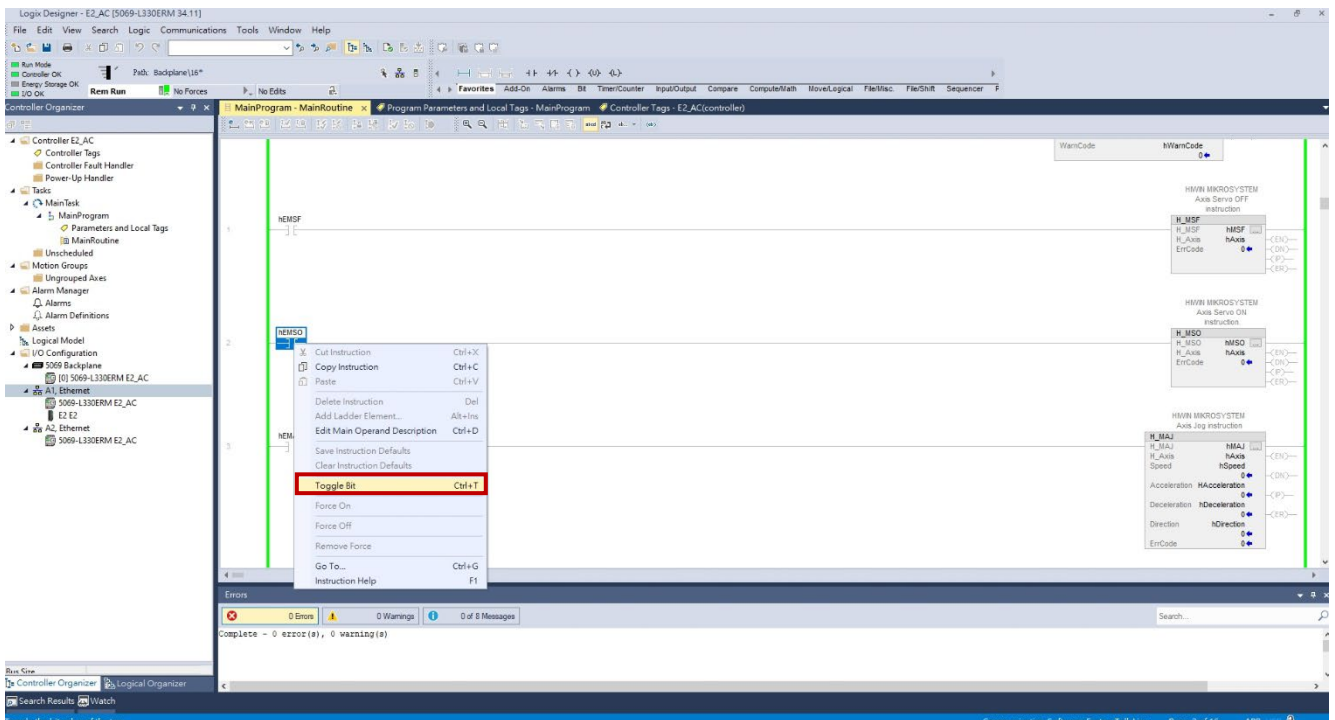 Logix Designer - E2_AC [5069-L330ERM 34.11]
File Edit View Search Logic Communications Tools Window Help
Run Mode
Controller OK
Energy Storage OK
I/O OK
Path: Backplane\16*
Rem Run No Forces No Edits
Favorites Add-On Alarms Bit Timer/Counter Input/Output Compare Compute/Math Move/Logical File/Misc. File/Shift Sequencer
Controller Organizer
MainProgram - MainRoutine Program Parameters and Local Tags - MainProgram Controller Tags - E2_AC(controller)
Controller E2_AC
Controller Tags
Controller Fault Handler
Power-Up Handler
Tasks
MainTask
MainProgram
Parameters and Local Tags
MainRoutine
Unscheduled
Motion Groups
Ungrouped Axes
Alarm Manager
Alarms
Alarm Definitions
Assets
Logical Model
I/O Configuration
5069 Backplane
[0] 5069-L330ERM E2_AC
A1, Ethernet
5069-L330ERM E2_AC
E2 E2
A2, Ethernet
5069-L330ERM E2_AC
Controller Organizer Logical Organizer
WarnCode hWarnCode
0
1
hEMSF
HIWIN MIKROSYSTEM
Axis Servo OFF
instruction
H_MSF
H_MSF hMSF
H_Axis hAxis
ErrCode 0
(EN)
(DN)
(IP)
(ER)
2
hEMSO
HIWIN MIKROSYSTEM
Axis Servo ON
instruction
H_MSO
H_MSO hMSO
H_Axis hAxis
ErrCode 0
(EN)
(DN)
(IP)
(ER)
3
HIWIN MIKROSYSTEM
Axis Jog instruction
H_MAJ
H_MAJ hMAJ
H_Axis hAxis
Speed hSpeed
0
Acceleration HAcceleration
0
Deceleration hDeceleration
0
Direction hDirection
0
ErrCode 0
(EN)
(DN)
(IP)
(ER)
Cut Instruction Ctrl+X
Copy Instruction Ctrl+C
Paste Ctrl+V
Delete Instruction Del
Add Ladder Element... Alt+Ins
Edit Main Operand Description Ctrl+D
Save Instruction Defaults
Clear Instruction Defaults
Toggle Bit Ctrl+T
Force On
Force Off
Remove Force
Go To... Ctrl+G
Instruction Help F1
Errors
0 Errors 0 Warnings 0 of 8 Messages Search...
Complete - 0 error(s), 0 warning(s)
Search Results Watch